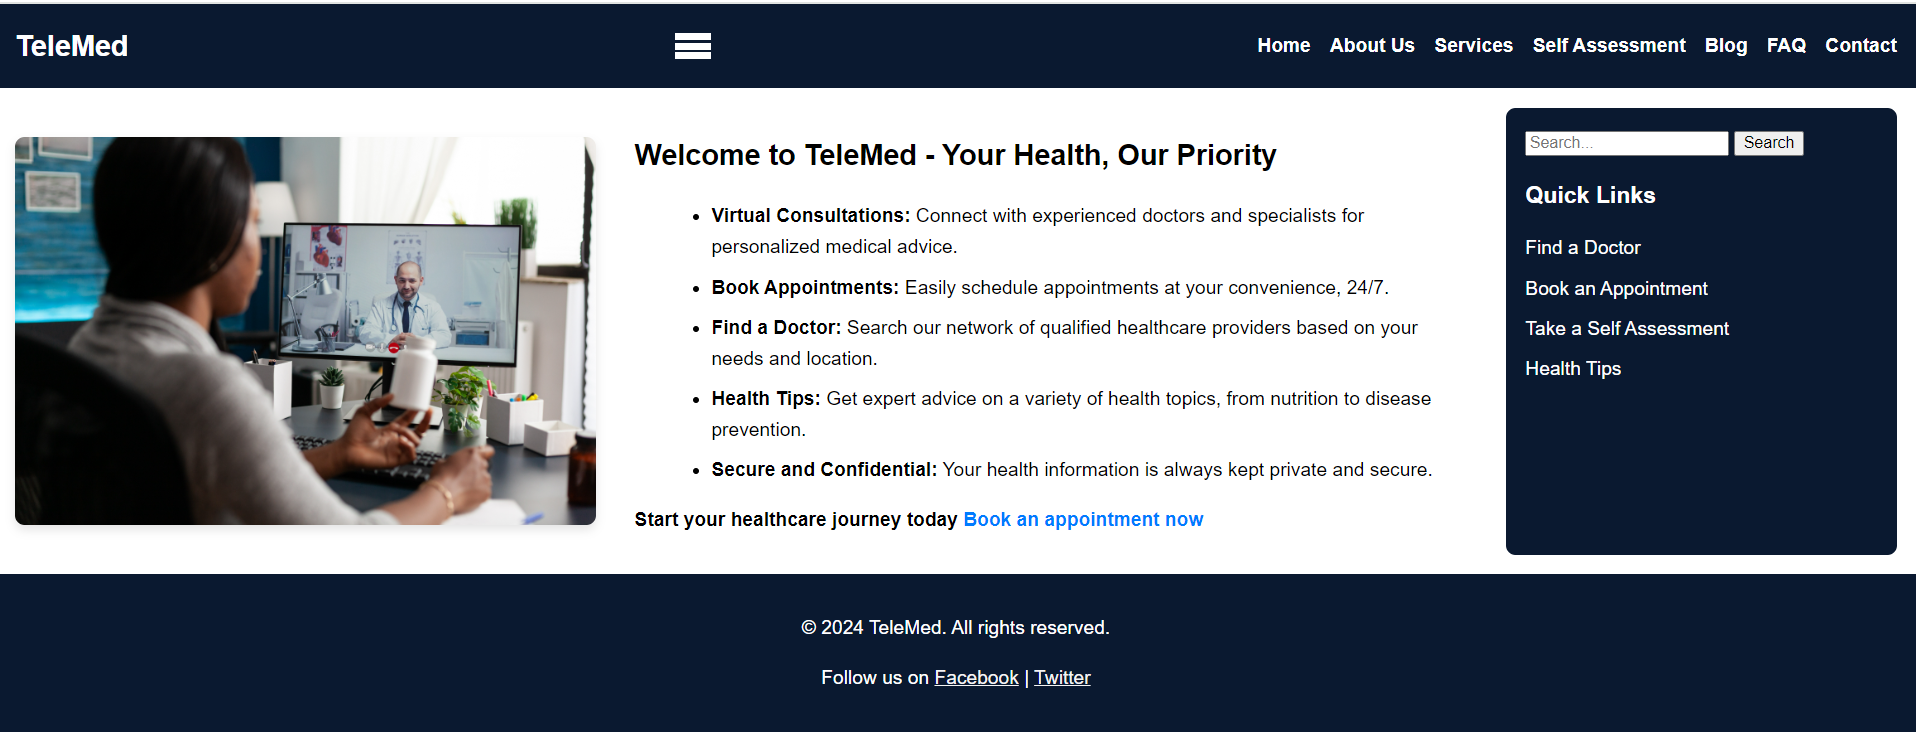 TeleMed
Home About Us Services Self Assessment Blog FAQ Contact
Welcome to TeleMed - Your Health, Our Priority
• Virtual Consultations: Connect with experienced doctors and specialists for
personalized medical advice.
• Book Appointments: Easily schedule appointments at your convenience, 24/7.
• Find a Doctor: Search our network of qualified healthcare providers based on your
needs and location.
• Health Tips: Get expert advice on a variety of health topics, from nutrition to disease
prevention.
• Secure and Confidential: Your health information is always kept private and secure.
Start your healthcare journey today Book an appointment now
Search... Search
Quick Links
Find a Doctor
Book an Appointment
Take a Self Assessment
Health Tips
© 2024 TeleMed. All rights reserved.
Follow us on Facebook | Twitter